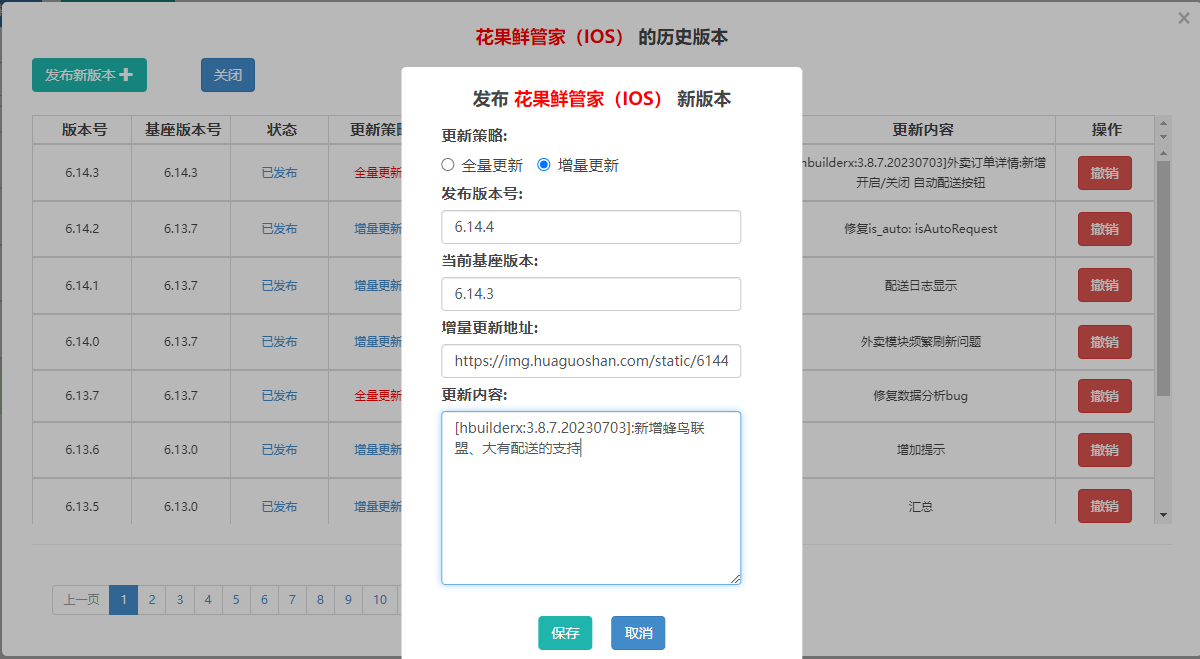 ×
花果鲜管家（IOS） 的历史版本
发布新版本
关闭
版本号 基座版本号 状态 更新策 更新内容 操作
6.14.3 6.14.3 已发布 全量更新 hbuilderx:3.8.7.20230703]外卖订单详情:新增 撤销
开启/关闭 自动配送按钮
6.14.2 6.13.7 已发布 增量更新 修复is_auto: isAutoRequest 撤销
6.14.1 6.13.7 已发布 增量更新 配送日志显示 撤销
6.14.0 6.13.7 已发布 增量更新 外卖模块频繁刷新问题 撤销
6.13.7 6.13.7 已发布 全量更新 修复数据分析bug 撤销
6.13.6 6.13.0 已发布 增量更新 增加提示 撤销
6.13.5 6.13.0 已发布 增量更新 汇总 撤销
上一页 1 2 3 4 5 6 7 8 9 10
发布 花果鲜管家（IOS） 新版本
更新策略:
全量更新 增量更新
发布版本号:
6.14.4
当前基座版本:
6.14.3
增量更新地址:
https://img.huaguoshan.com/static/6144
更新内容:
[hbuilderx:3.8.7.20230703]:新增蜂鸟联
盟、大有配送的支持
保存 取消